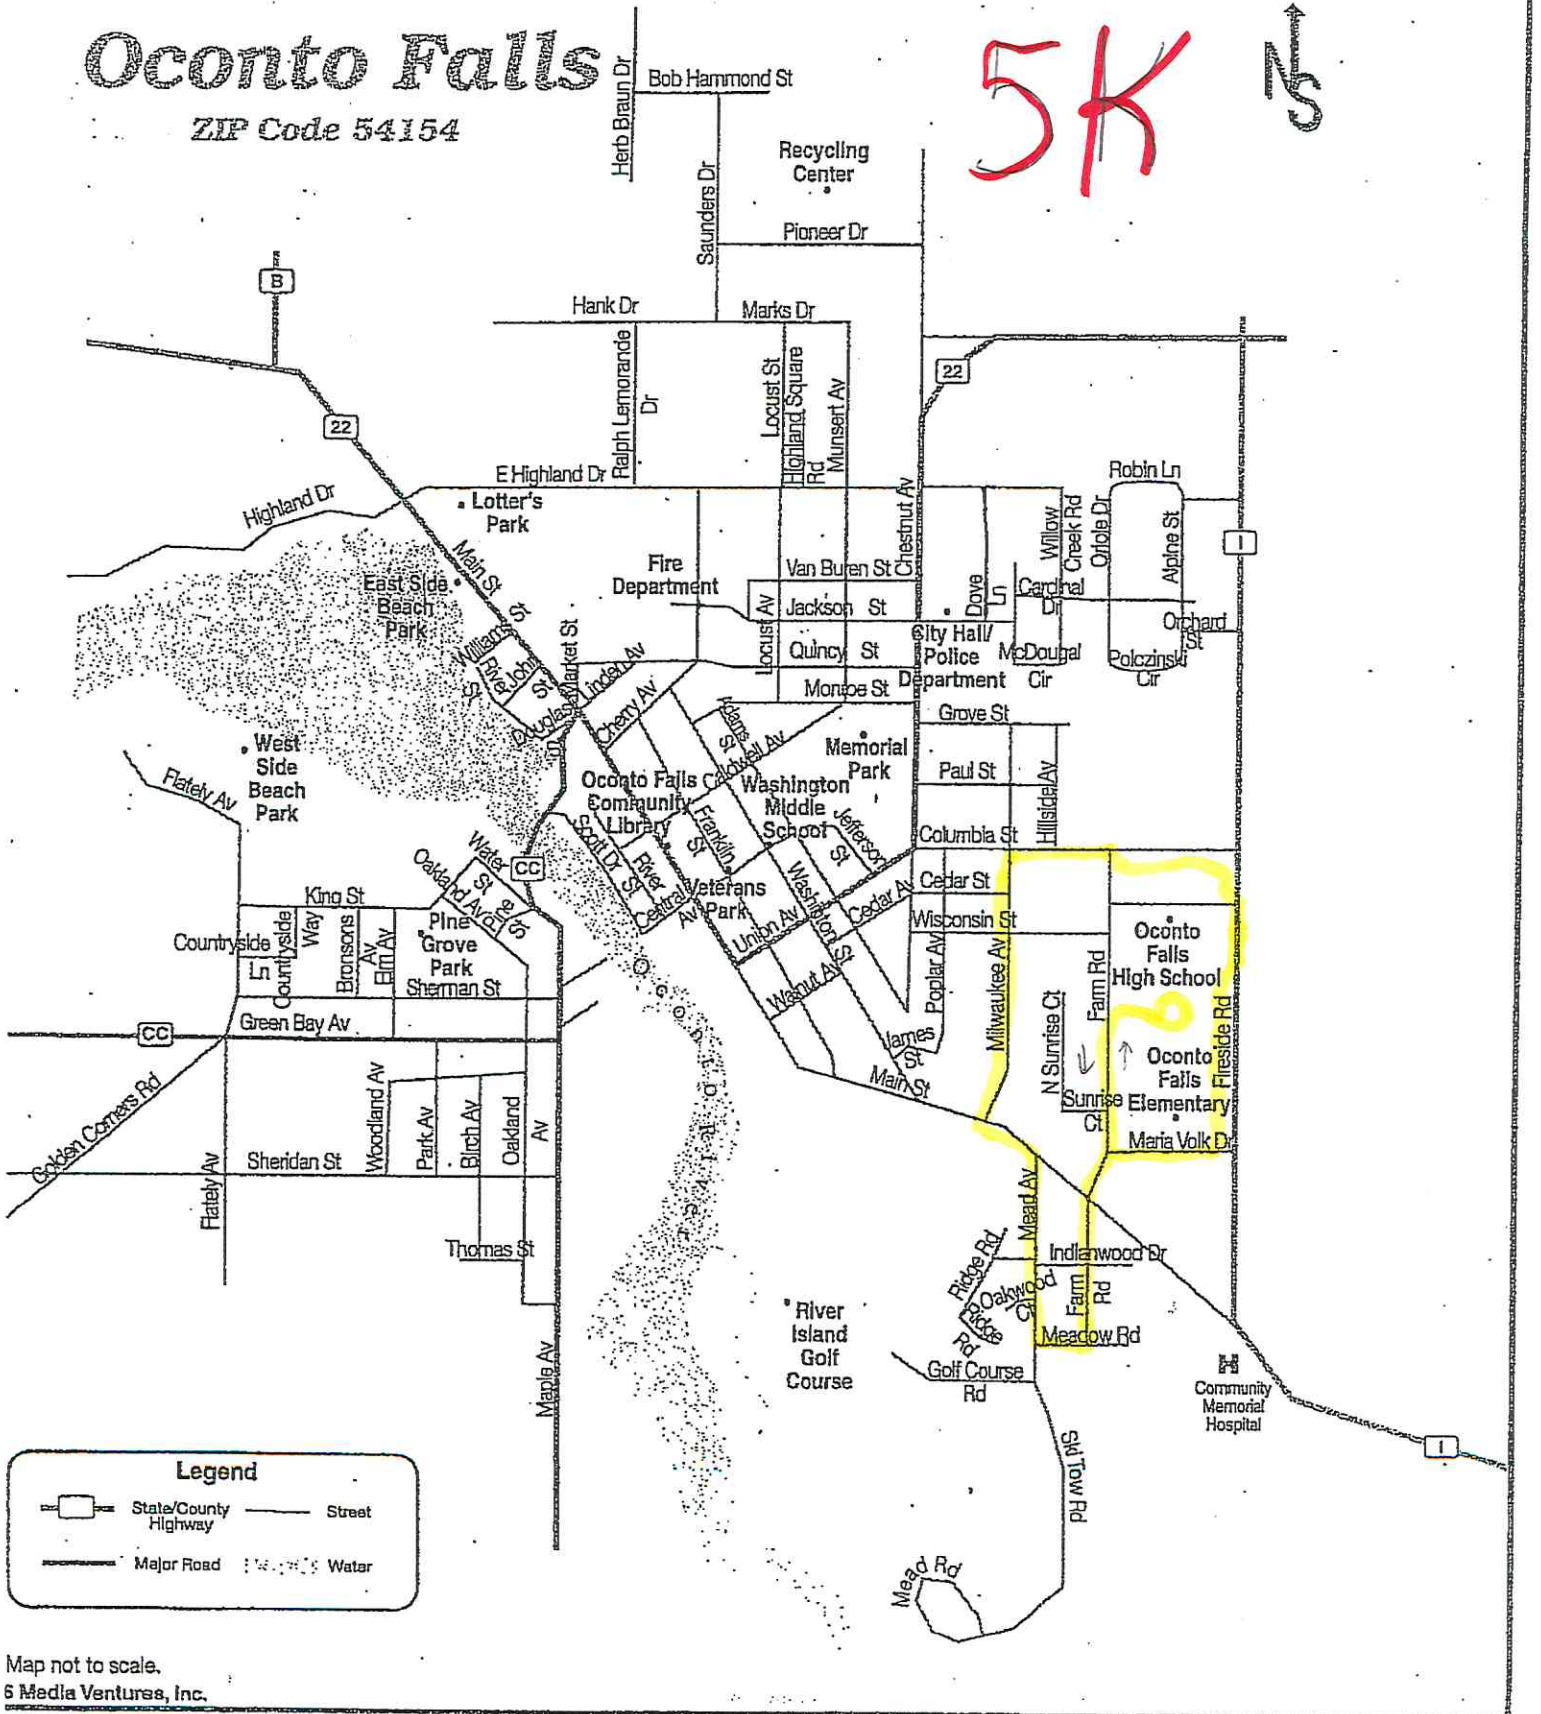 Oconto Falls
ZIP Code 54154
5K
N
S
Herb Braun Dr
Bob Hammond St
Saunders Dr
Recycling
Center
Pioneer Dr
B
Hank Dr
Marks Dr
22
22
Ralph Lemorande
Dr
Locust St
Highland Square
Rd
Munsert Av
E Highland Dr
Highland Dr
Lotter's
Park
Robin Ln
Chestnut Av
Willow
Creek Rd
Oriole Dr
Alpine St
I
Main St
Fire
Department
Van Buren St
East Side
Beach
Park
Jackson St
Locust Av
Dove
Ln
Cardinal
Dr
Orchard
St
Williams St
River
St
John
St
Market St
Linden Av
Quincy St
City Hall/
Police
Department
McDougal
Cir
Polczinski
Cir
Douglas
St
Cherry Av
Monroe St
Adams
St
Caldwell Av
Grove St
West
Side
Beach
Park
Memorial
Park
Paul St
Hillside Av
Flately Av
Oconto Falls
Community
Library
Washington
Middle
School
Jefferson
St
Franklin
St
Columbia St
Scott Dr
River
St
Water
St
CC
Oakland Av
Pine
St
Central
Av
Veterans
Park
Washington
St
Cedar Av
Cedar St
King St
Union Av
Wisconsin St
Pine
Grove
Park
Countryside
Ln
Countryside
Way
Bronsons
Av
Elm Av
Oconto
Falls
High School
Sherman St
Walnut Av
Poplar Av
Milwaukee Av
Farm Rd
N Sunrise Ct
Fireside Rd
Green Bay Av
CC
Oconto River
James
St
Main St
Oconto
Falls
Elementary
Sunrise
Ct
Golden Corners Rd
Woodland Av
Park Av
Birch Av
Oakland
Av
Maria Volk Dr
Sheridan St
Flately Av
Mead Av
Thomas St
Ridge Rd
Indianwood Dr
Oakwood
Ct
Farm
Rd
Ridge
Rd
River
Island
Golf
Course
Meadow Rd
Maple Av
Golf Course
Rd
H
Community
Memorial
Hospital
I
Ski Tow Rd
Mead Rd
Legend
State/County
Highway
Street
Major Road
Water
Map not to scale.
6 Media Ventures, Inc.